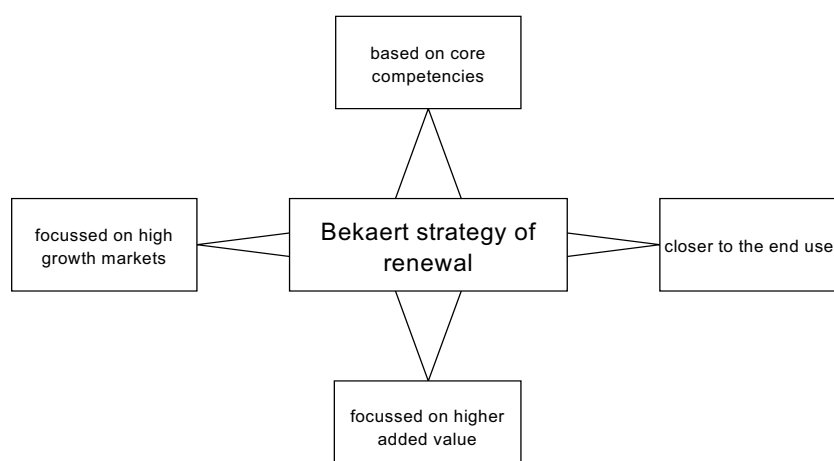 based on core
competencies
focussed on high
growth markets
Bekaert strategy of
renewal
closer to the end use
focussed on higher
added value